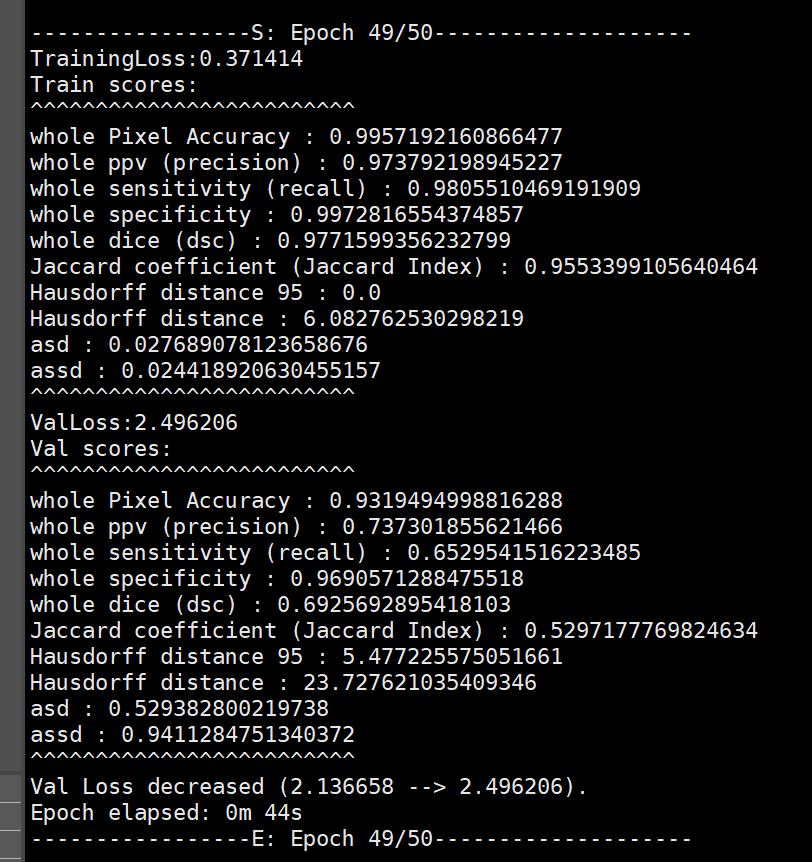 -----------------S: Epoch 49/50--------------------
TrainingLoss:0.371414
Train scores:
^^^^^^^^^^^^^^^^^^^^^^^^^
whole Pixel Accuracy : 0.9957192160866477
whole ppv (precision) : 0.973792198945227
whole sensitivity (recall) : 0.9805510469191909
whole specificity : 0.9972816554374857
whole dice (dsc) : 0.9771599356232799
Jaccard coefficient (Jaccard Index) : 0.9553399105640464
Hausdorff distance 95 : 0.0
Hausdorff distance : 6.082762530298219
asd : 0.027689078123658676
assd : 0.024418920630455157
^^^^^^^^^^^^^^^^^^^^^^^^^
ValLoss:2.496206
Val scores:
^^^^^^^^^^^^^^^^^^^^^^^^^
whole Pixel Accuracy : 0.9319494998816288
whole ppv (precision) : 0.737301855621466
whole sensitivity (recall) : 0.6529541516223485
whole specificity : 0.9690571288475518
whole dice (dsc) : 0.6925692895418103
Jaccard coefficient (Jaccard Index) : 0.5297177769824634
Hausdorff distance 95 : 5.477225575051661
Hausdorff distance : 23.727621035409346
asd : 0.529382800219738
assd : 0.9411284751340372
^^^^^^^^^^^^^^^^^^^^^^^^^
Val Loss decreased (2.136658 --> 2.496206).
Epoch elapsed: 0m 44s
-----------------E: Epoch 49/50--------------------